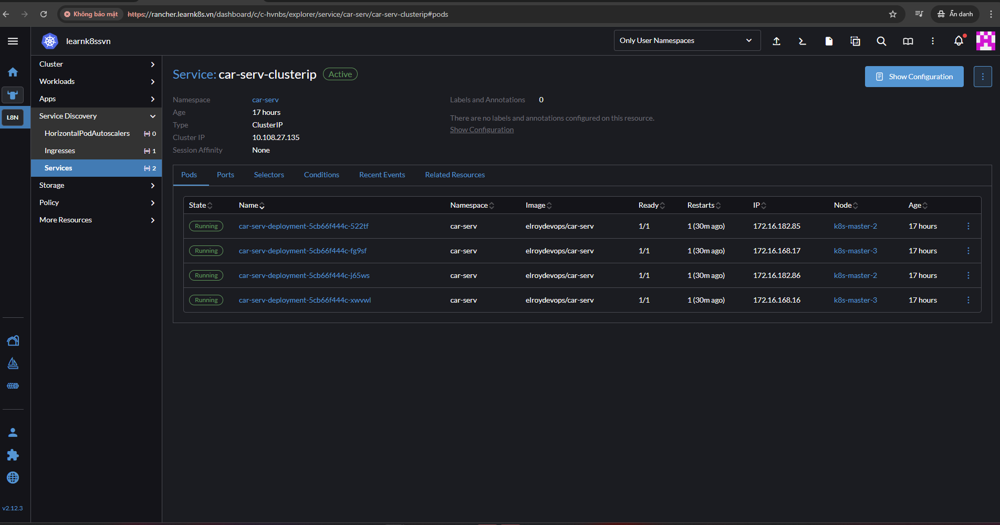 Không bảo mật https://rancher.learnk8s.vn/dashboard/c/c-hvnbs/explorer/service/car-serv/car-serv-clusterip#pods Ẩn danh
learnk8ssvn Only User Namespaces
L8N
v2.12.3
Cluster
Workloads
Apps
Service Discovery
HorizontalPodAutoscalers 0
Ingresses 1
Services 2
Storage
Policy
More Resources
Service: car-serv-clusterip Active Show Configuration
Namespace car-serv
Age 17 hours
Type ClusterIP
Cluster IP 10.108.27.135
Session Affinity None
Labels and Annotations 0
There are no labels and annotations configured on this resource.
Show Configuration
Pods Ports Selectors Conditions Recent Events Related Resources
State Name Namespace Image Ready Restarts IP Node Age
Running car-serv-deployment-5cb66f444c-522tf car-serv elroydevops/car-serv 1/1 1 (30m ago) 172.16.182.85 k8s-master-2 17 hours
Running car-serv-deployment-5cb66f444c-fg9sf car-serv elroydevops/car-serv 1/1 1 (30m ago) 172.16.168.17 k8s-master-3 17 hours
Running car-serv-deployment-5cb66f444c-j65ws car-serv elroydevops/car-serv 1/1 1 (30m ago) 172.16.182.86 k8s-master-2 17 hours
Running car-serv-deployment-5cb66f444c-xwvwl car-serv elroydevops/car-serv 1/1 1 (30m ago) 172.16.168.16 k8s-master-3 17 hours